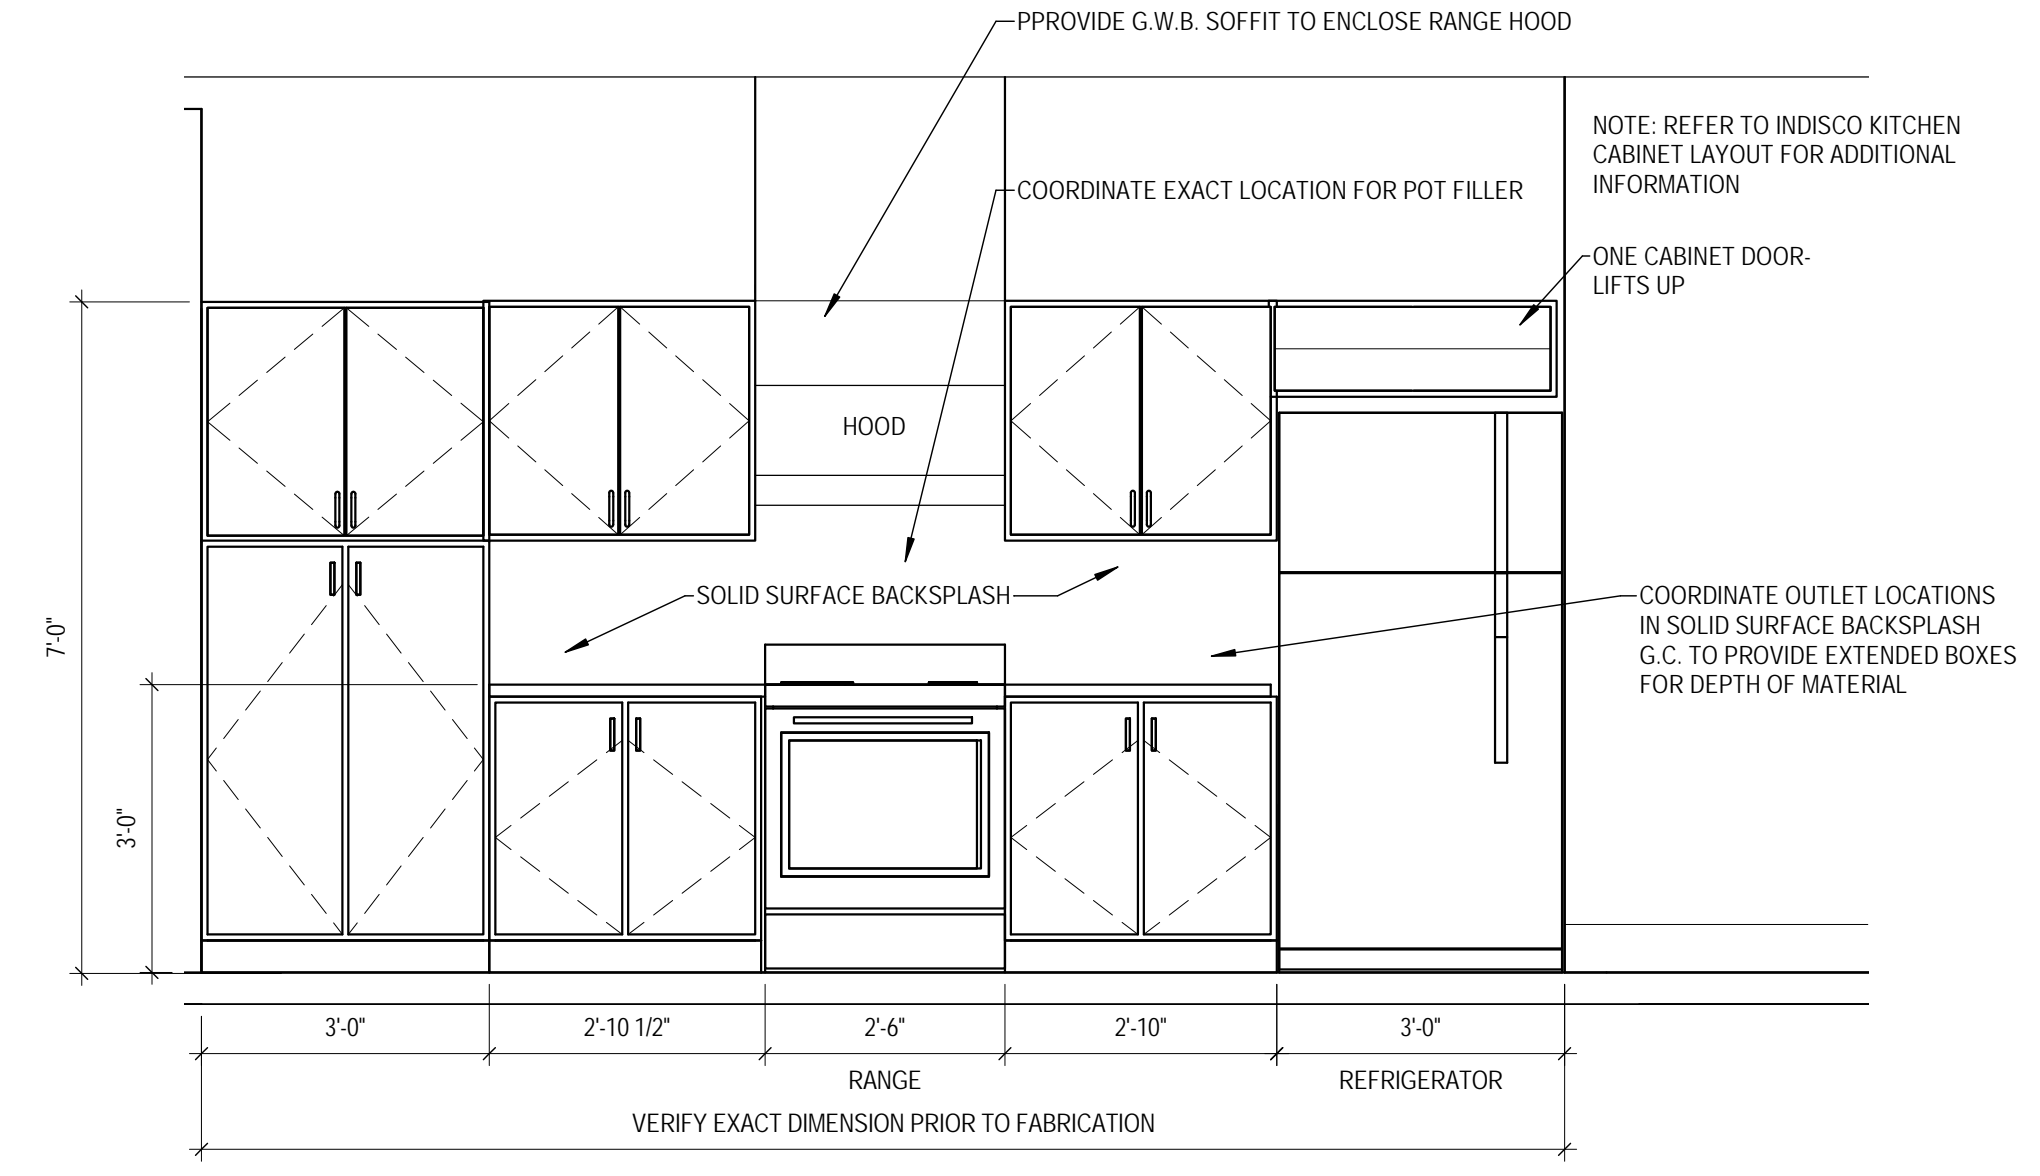 PPROVIDE G.W.B. SOFFIT TO ENCLOSE RANGE HOOD
NOTE: REFER TO INDISCO KITCHEN
CABINET LAYOUT FOR ADDITIONAL
INFORMATION
COORDINATE EXACT LOCATION FOR POT FILLER
ONE CABINET DOOR-
LIFTS UP
HOOD
SOLID SURFACE BACKSPLASH
COORDINATE OUTLET LOCATIONS
IN SOLID SURFACE BACKSPLASH
G.C. TO PROVIDE EXTENDED BOXES
FOR DEPTH OF MATERIAL
7'-0"
3'-0"
3'-0"
2'-10 1/2"
2'-6"
2'-10"
3'-0"
RANGE
REFRIGERATOR
VERIFY EXACT DIMENSION PRIOR TO FABRICATION